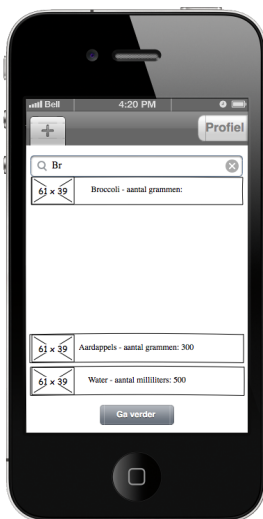 Bell 4:20 PM
+ Profiel
Br
61 x 39 Broccoli - aantal grammen:
61 x 39 Aardappels - aantal grammen: 300
61 x 39 Water - aantal milliliters: 500
Ga verder